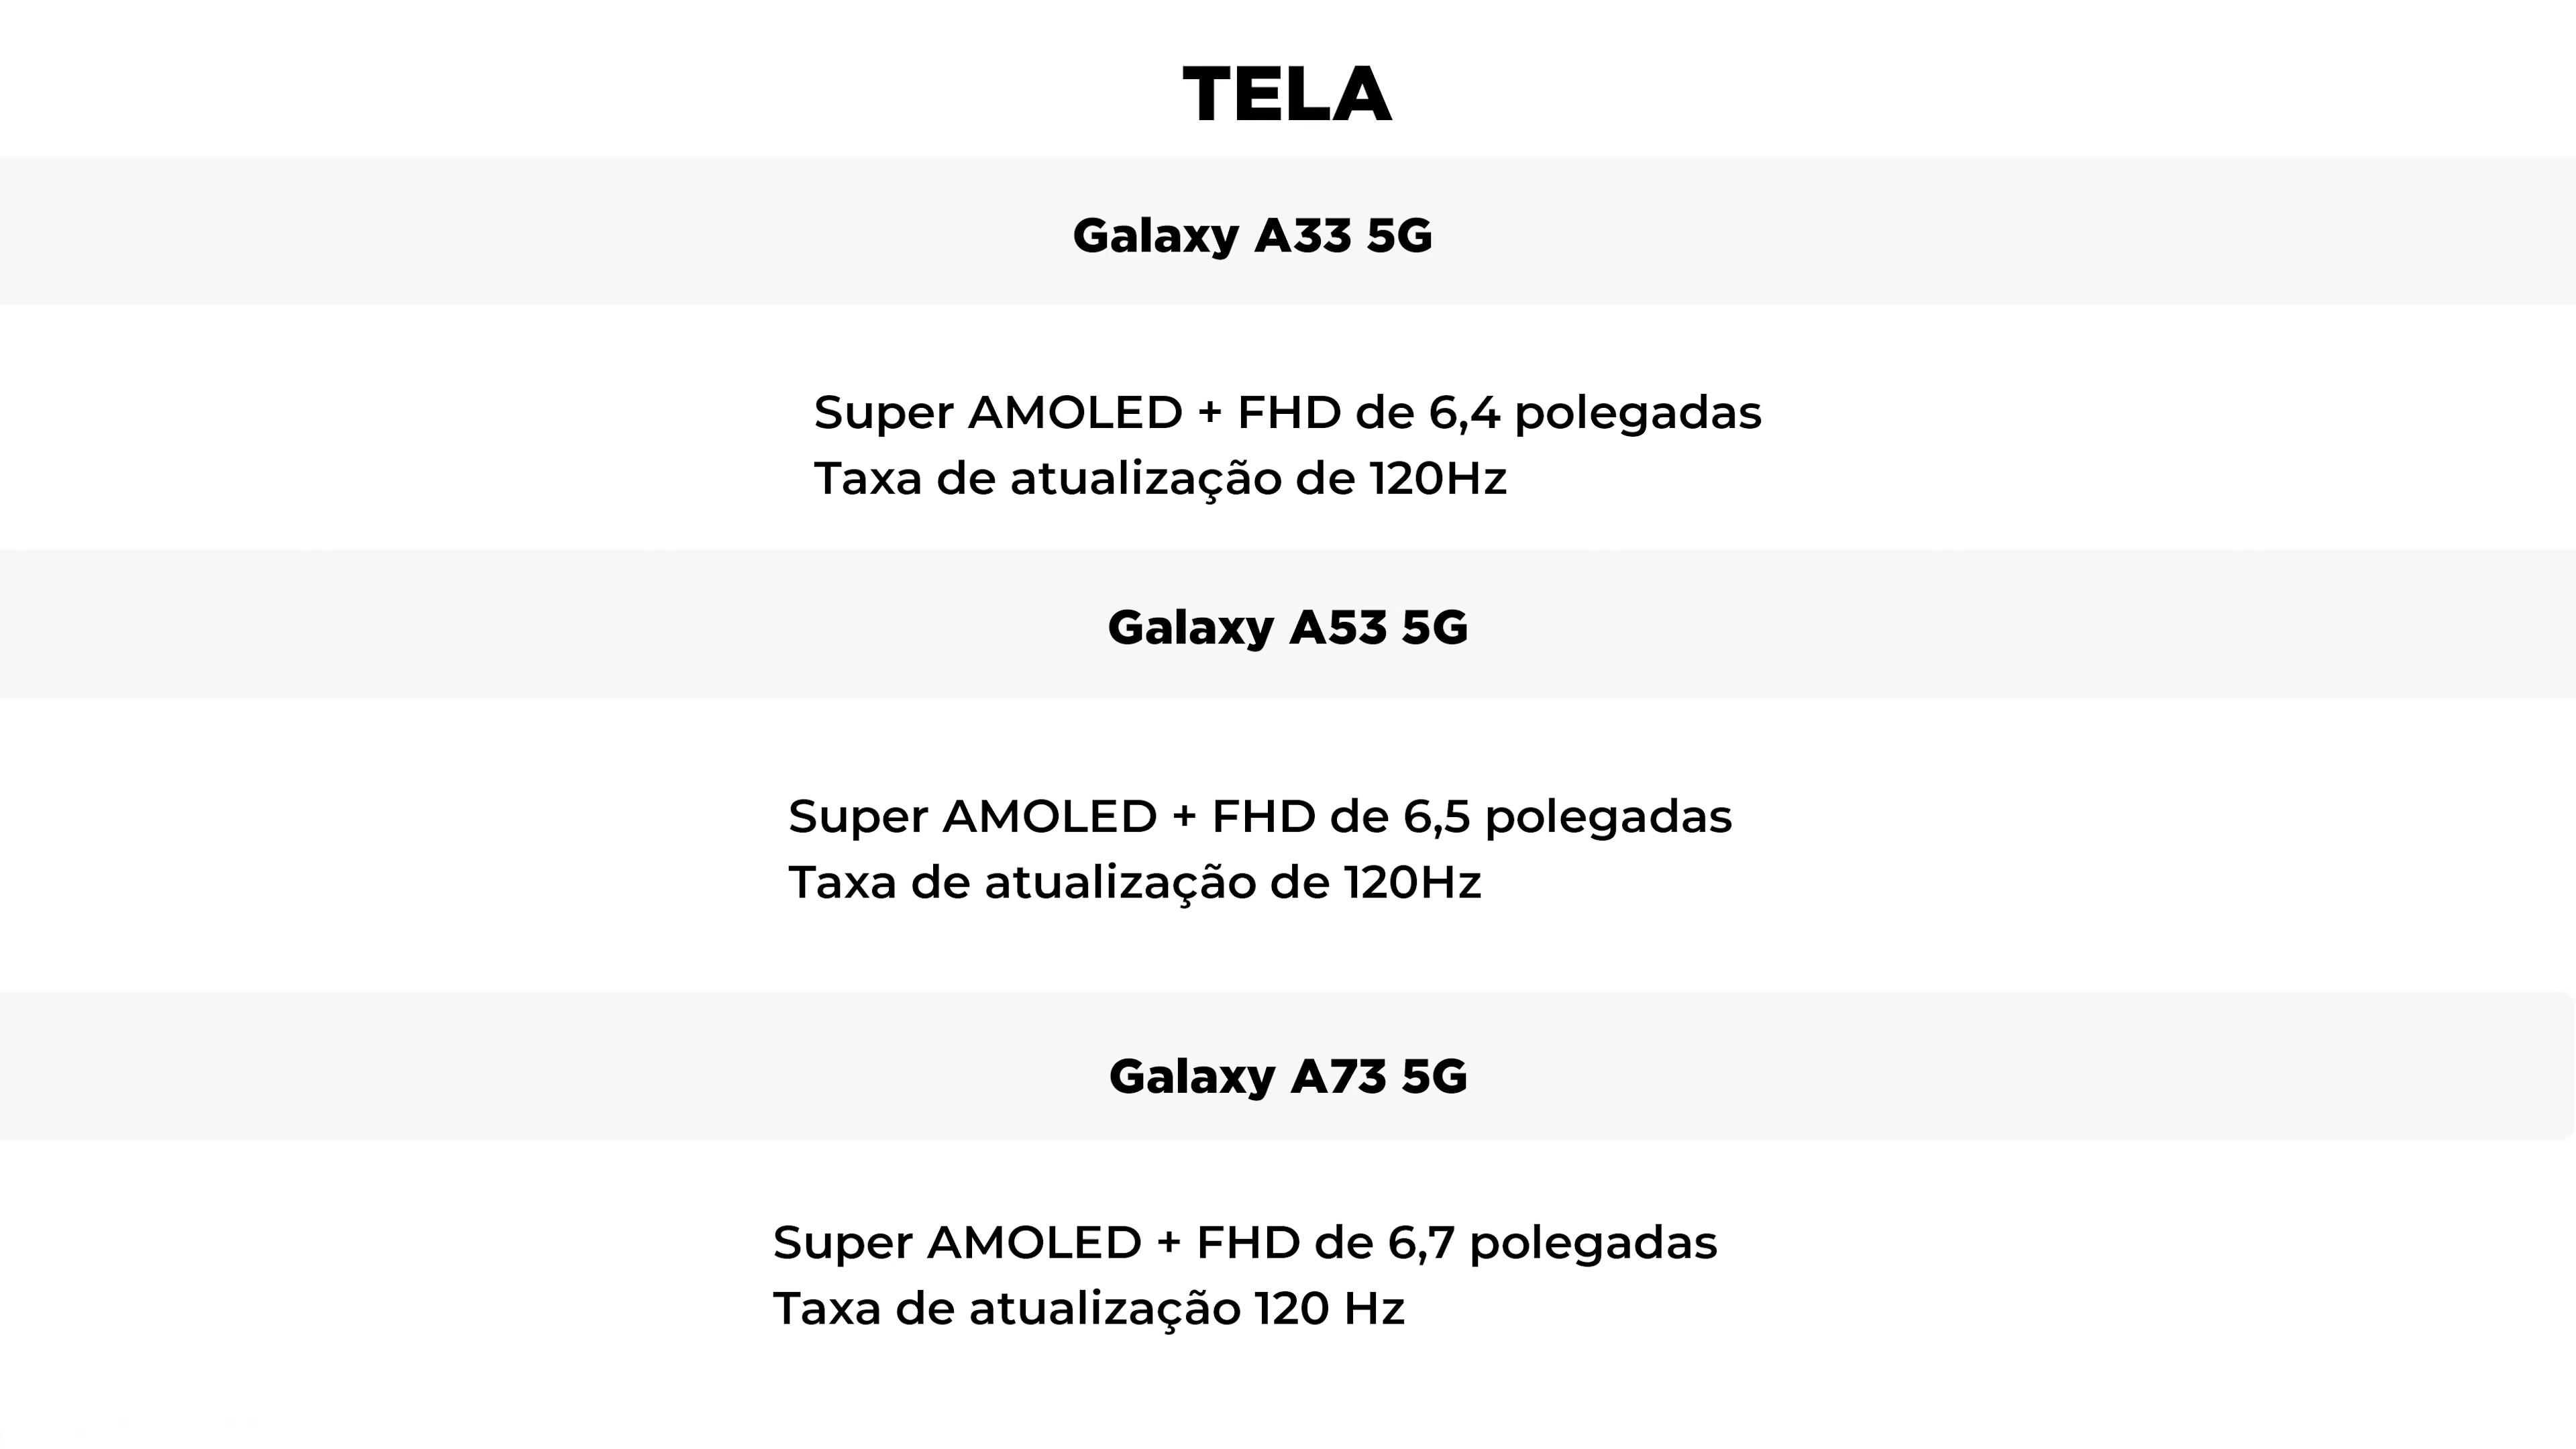 TELA
Galaxy A33 5G
Super AMOLED + FHD de 6,4 polegadas
Taxa de atualização de 120Hz
Galaxy A53 5G
Super AMOLED + FHD de 6,5 polegadas
Taxa de atualização de 120Hz
Galaxy A73 5G
Super AMOLED + FHD de 6,7 polegadas
Taxa de atualização 120 Hz